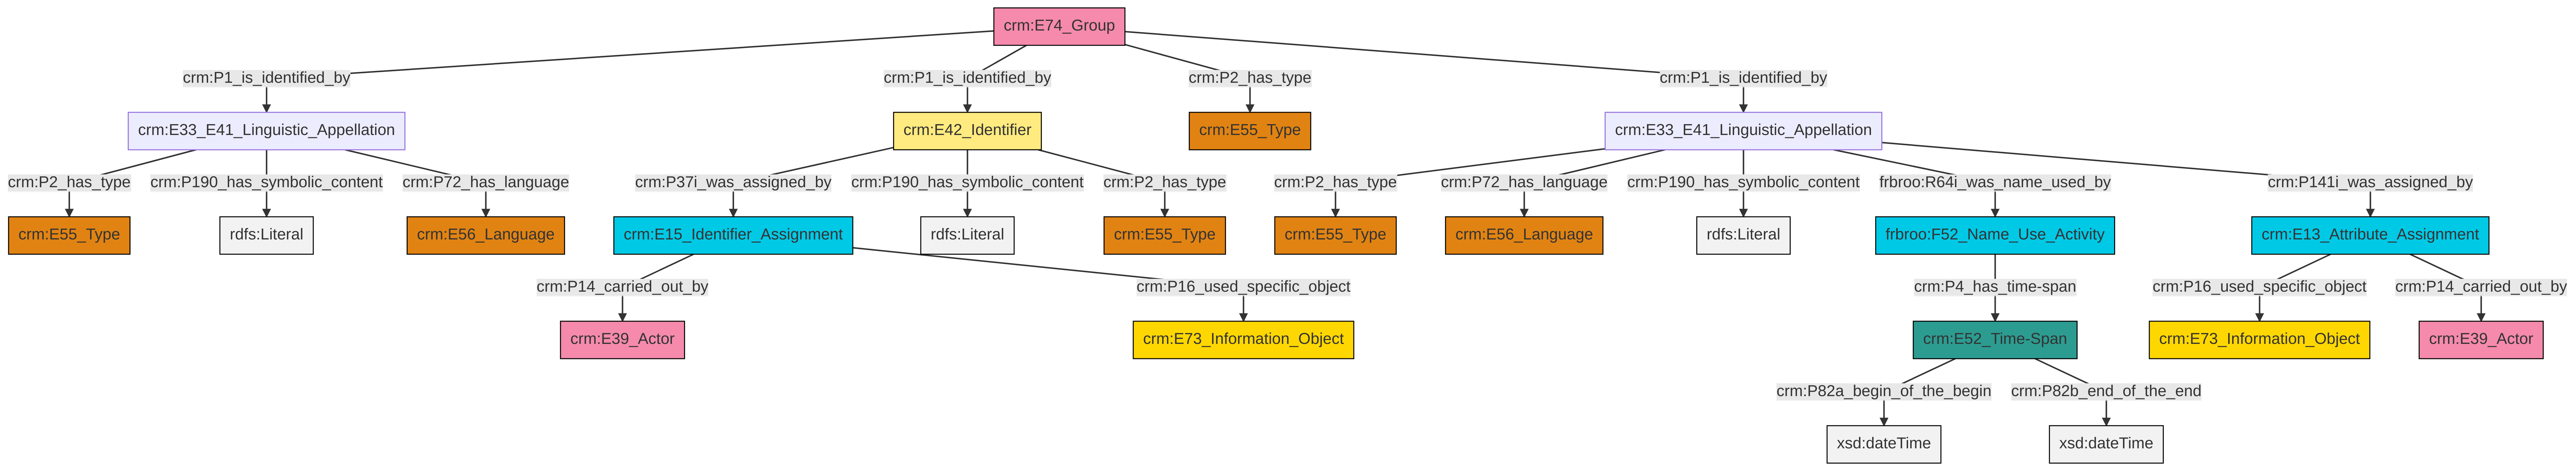 crm:E74_Group
crm:P1_is_identified_by
crm:P1_is_identified_by
crm:P2_has_type
crm:P1_is_identified_by
crm:E33_E41_Linguistic_Appellation
crm:E42_Identifier
crm:E55_Type
crm:E33_E41_Linguistic_Appellation
crm:P2_has_type
crm:P190_has_symbolic_content
crm:P72_has_language
crm:P37i_was_assigned_by
crm:P190_has_symbolic_content
crm:P2_has_type
crm:P2_has_type
crm:P72_has_language
crm:P190_has_symbolic_content
frbroo:R64i_was_name_used_by
crm:P141i_was_assigned_by
crm:E55_Type
rdfs:Literal
crm:E56_Language
crm:E15_Identifier_Assignment
rdfs:Literal
crm:E55_Type
crm:E55_Type
crm:E56_Language
rdfs:Literal
frbroo:F52_Name_Use_Activity
crm:E13_Attribute_Assignment
crm:P14_carried_out_by
crm:P16_used_specific_object
crm:P4_has_time-span
crm:P16_used_specific_object
crm:P14_carried_out_by
crm:E39_Actor
crm:E73_Information_Object
crm:E52_Time-Span
crm:E73_Information_Object
crm:E39_Actor
crm:P82a_begin_of_the_begin
crm:P82b_end_of_the_end
xsd:dateTime
xsd:dateTime